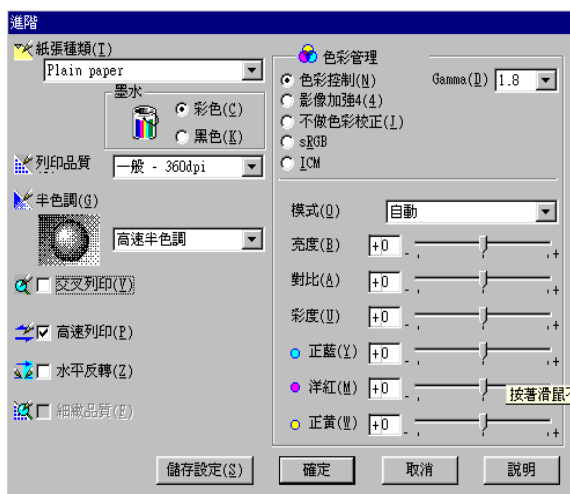 進階
紙張種類(T)
Plain paper
墨水
彩色(C)
黑色(K)
列印品質
一般 - 360dpi
半色調(G)
高速半色調
交叉列印(V)
高速列印(P)
水平反轉(Z)
細緻品質(F)
色彩管理
色彩控制(N)
Gamma(D) 1.8
影像加強4(4)
不做色彩校正(I)
sRGB
ICM
模式(O) 自動
亮度(B) +0 - +
對比(A) +0 - +
彩度(U) +0 - +
正藍(Y) +0 - +
洋紅(M) +0 -
按著滑鼠
正黃(W) +0 - +
儲存設定(S)
確定
取消
說明